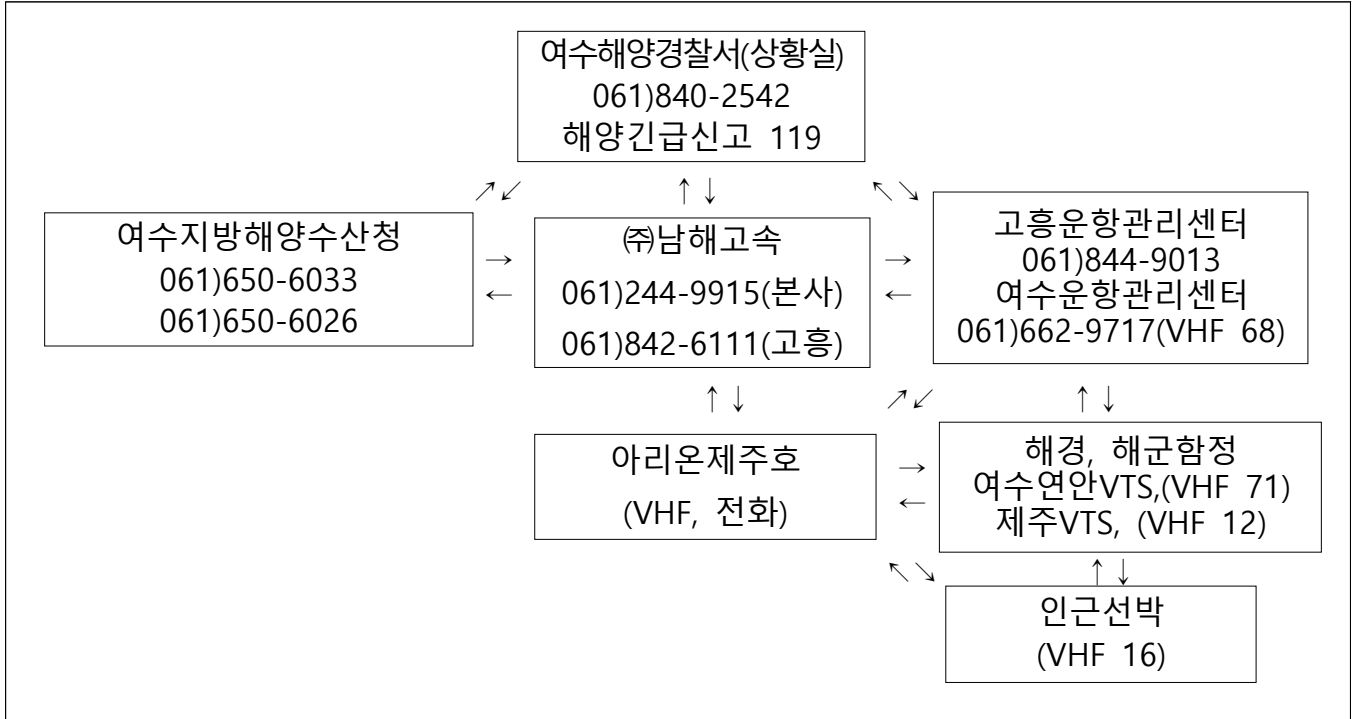 여수해양경찰서(상황실)
061)840-2542
해양긴급신고 119
↗↙ ↑↓ ↖↘
여수지방해양수산청
061)650-6033
061)650-6026
→
←
㈜남해고속
061)244-9915(본사)
061)842-6111(고흥)
→
←
고흥운항관리센터
061)844-9013
여수운항관리센터
061)662-9717(VHF 68)
↑↓ ↗↙ ↑↓
아리온제주호
(VHF, 전화)
→
←
해경, 해군함정
여수연안VTS,(VHF 71)
제주VTS, (VHF 12)
↖↘ ↑↓
인근선박
(VHF 16)